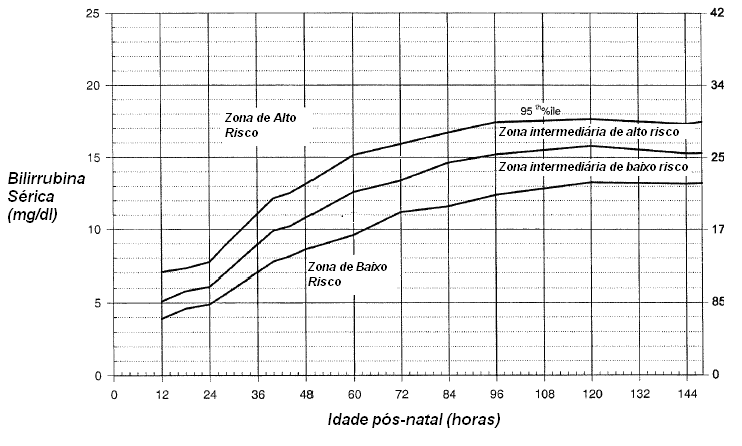 25
20
15
10
5
0
42
34
25
17
85
0
Bilirrubina
Sérica
(mg/dl)
Zona de Alto
Risco
95 th%ile
Zona intermediária de alto risco
Zona intermediária de baixo risco
Zona de Baixo
Risco
0 12 24 36 48 60 72 84 96 108 120 132 144
Idade pós-natal (horas)